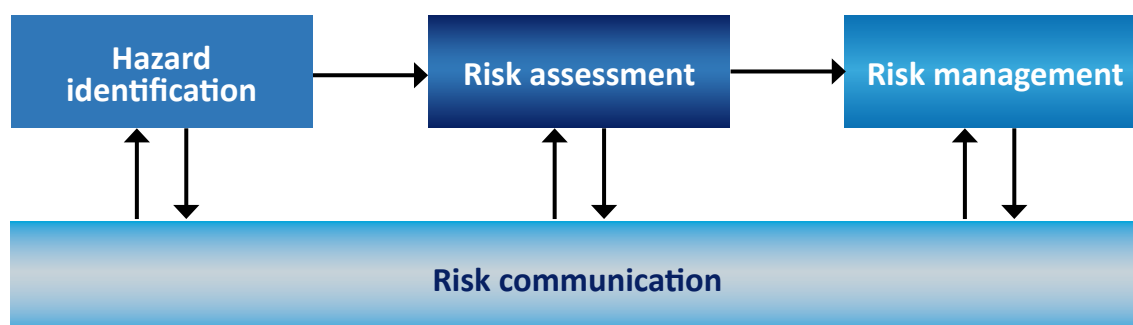 Hazard
identification
Risk assessment
Risk management
Risk communication